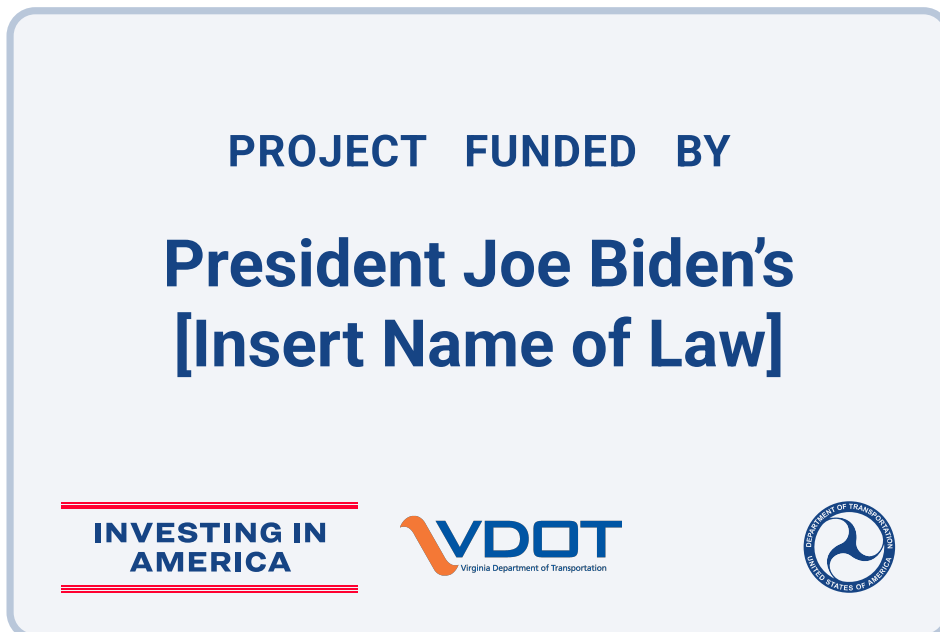 PROJECT FUNDED BY
President Joe Biden’s
[Insert Name of Law]
INVESTING IN
AMERICA
VDOT
Virginia Department of Transportation
DEPARTMENT OF TRANSPORTATION
UNITED STATES OF AMERICA